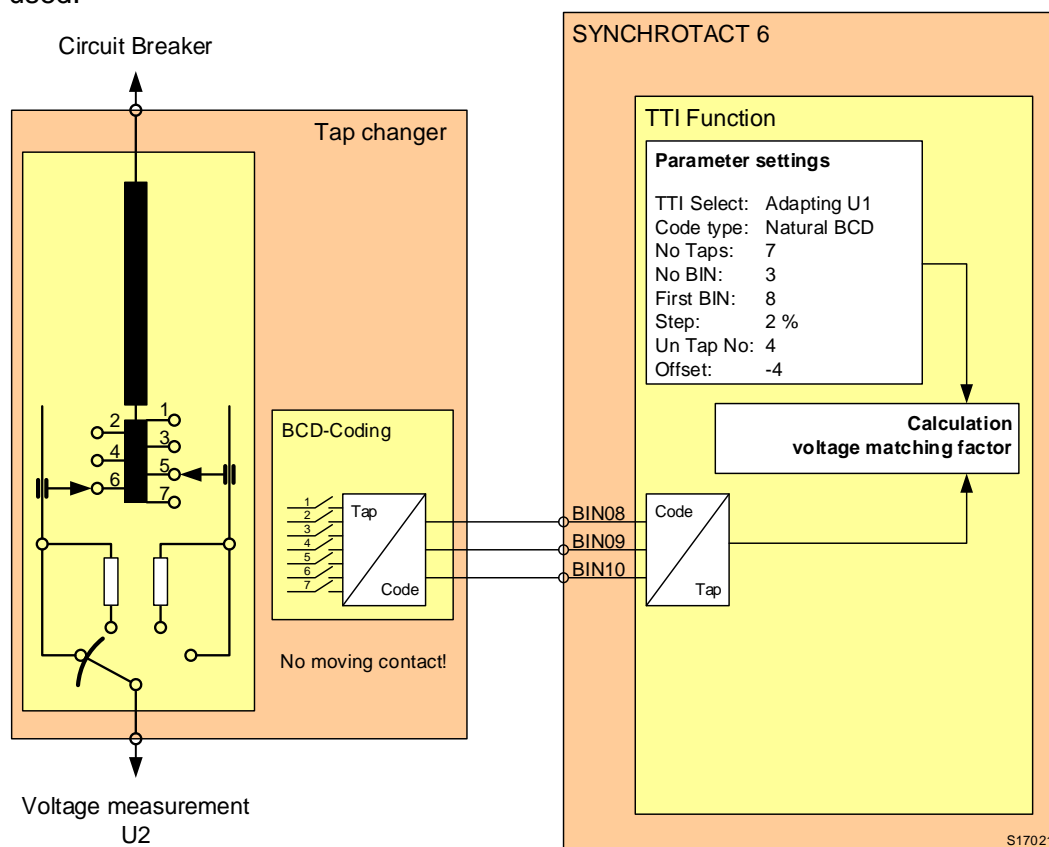 used.
Circuit Breaker
Tap changer
1
2
3
4
5
6
7
BCD-Coding
1
2
3
4
5
6
7
Tap
Code
No moving contact!
Voltage measurement
U2
SYNCHROTACT 6
TTI Function
Parameter settings
TTI Select: Adapting U1
Code type: Natural BCD
No Taps: 7
No BIN: 3
First BIN: 8
Step: 2 %
Un Tap No: 4
Offset: -4
Calculation
voltage matching factor
BIN08
BIN09
BIN10
Code
Tap
S17021